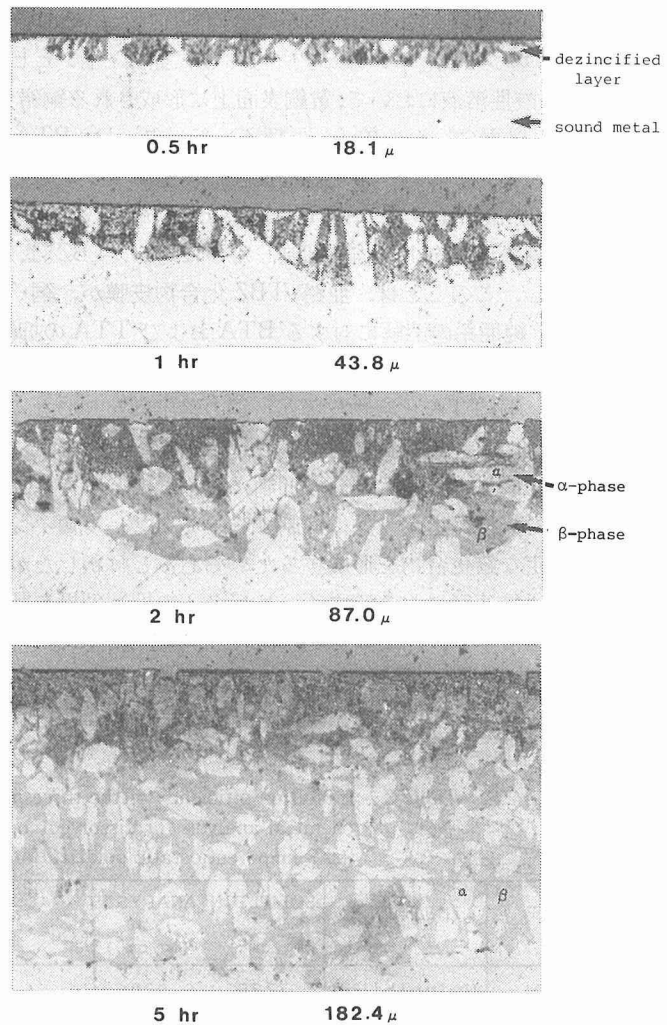 dezincified
layer
sound metal
0.5 hr 18.1 μ
1 hr 43.8 μ
α
α-phase
β
β-phase
2 hr 87.0 μ
α β
5 hr 182.4 μ